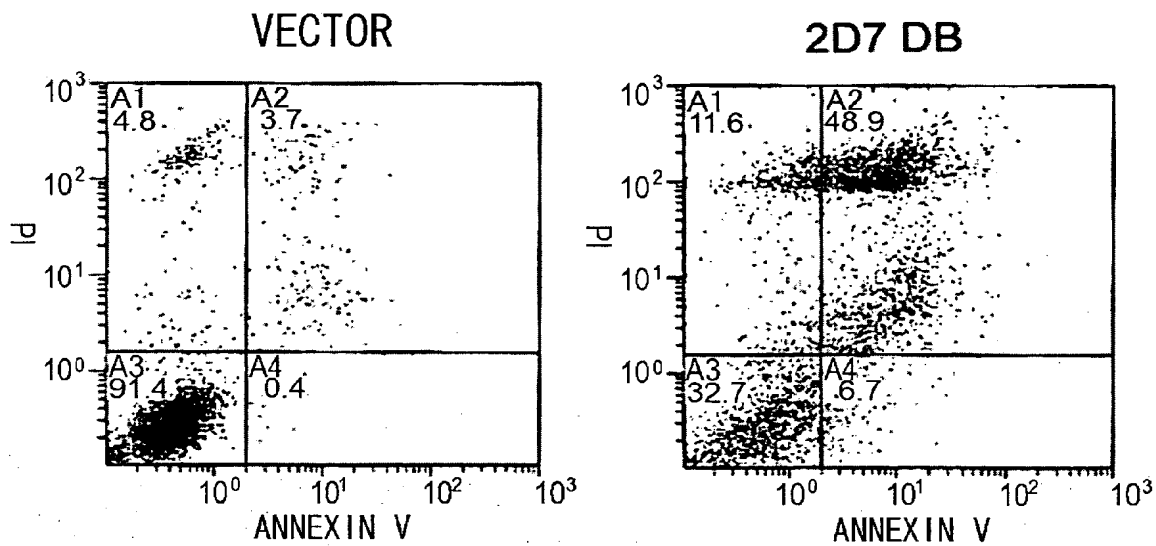 VECTOR
10³
10²
10¹
10⁰
PI
A1
4.8
A2
3.7
A3
91.4
A4
0.4
10⁰ 10¹ 10² 10³
ANNEXIN V
2D7 DB
10³
10²
10¹
10⁰
PI
A1
11.6
A2
48.9
A3
32.7
A4
6.7
10⁰ 10¹ 10² 10³
ANNEXIN V